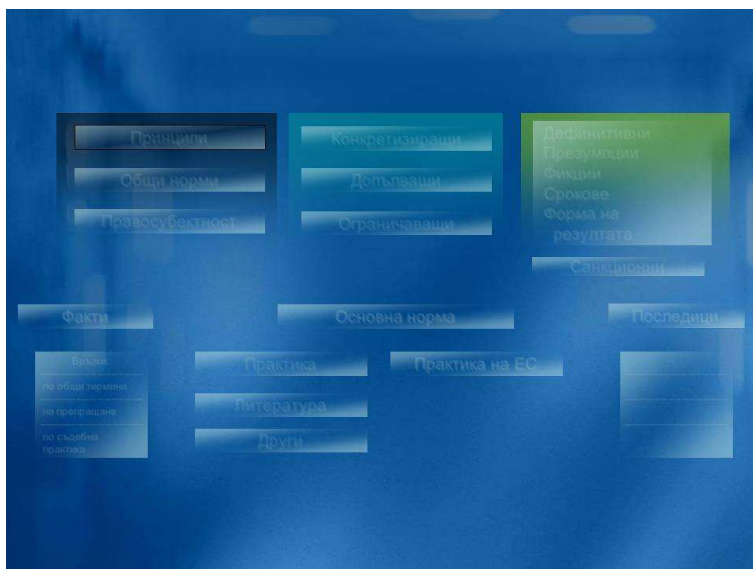 Принципи
Общи норми
Правосубектност
Конкретизиращи
Допълващи
Ограничаващи
Дефинитивни
Презумпции
Фикции
Срокове
Форма на
резултата
Санкционни
Факти
Основна норма
Последици
Връзки:
по общи термини
на препращане
по съдебна
практика
Практика
Литература
Други
Практика на ЕС